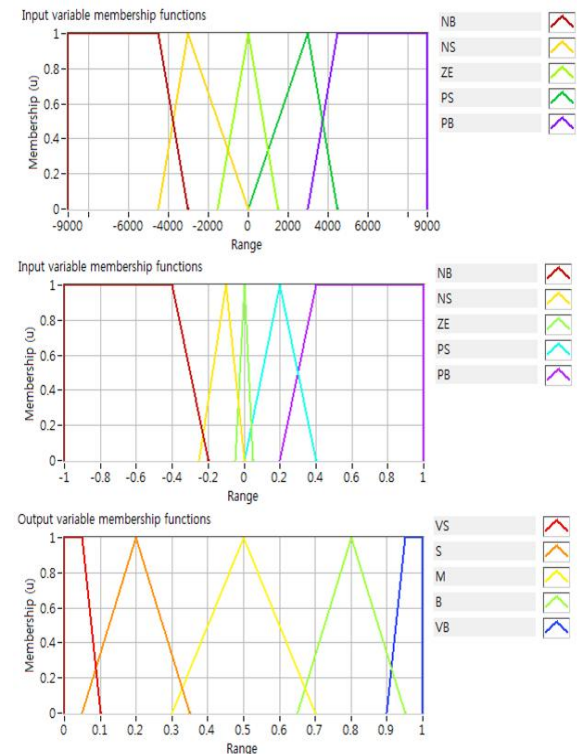 Input variable membership functions
NB
NS
ZE
PS
PB
Membership (u)
1
0.8
0.6
0.4
0.2
0
-9000 -6000 -4000 -2000 0 2000 4000 6000 9000
Range
Input variable membership functions
NB
NS
ZE
PS
PB
Membership (u)
1
0.8
0.6
0.4
0.2
0
-1 -0.8 -0.6 -0.4 -0.2 0 0.2 0.4 0.6 0.8 1
Range
Output variable membership functions
VS
S
M
B
VB
Membership (u)
1
0.8
0.6
0.4
0.2
0
0 0.1 0.2 0.3 0.4 0.5 0.6 0.7 0.8 0.9 1
Range